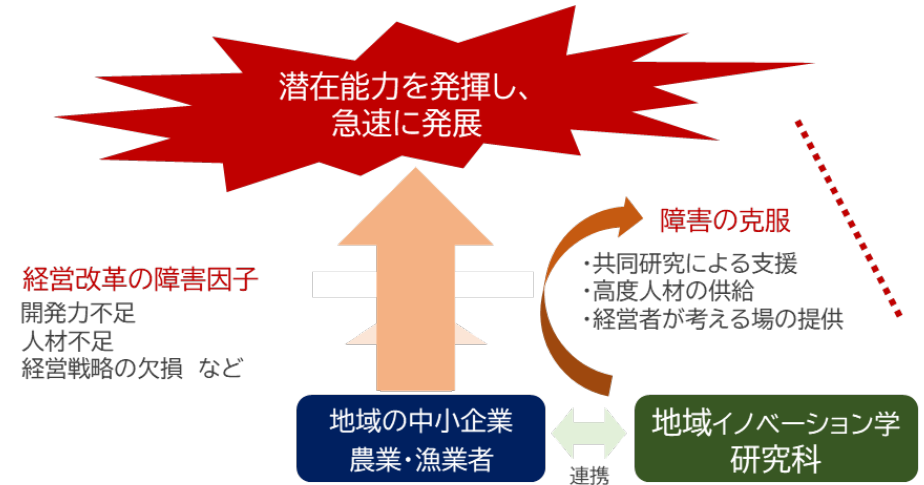 潜在能力を発揮し、
急速に発展
障害の克服
・共同研究による支援
・高度人材の供給
・経営者が考える場の提供
経営改革の障害因子
開発力不足
人材不足
経営戦略の欠損 など
地域の中小企業
農業・漁業者
連携
地域イノベーション学
研究科